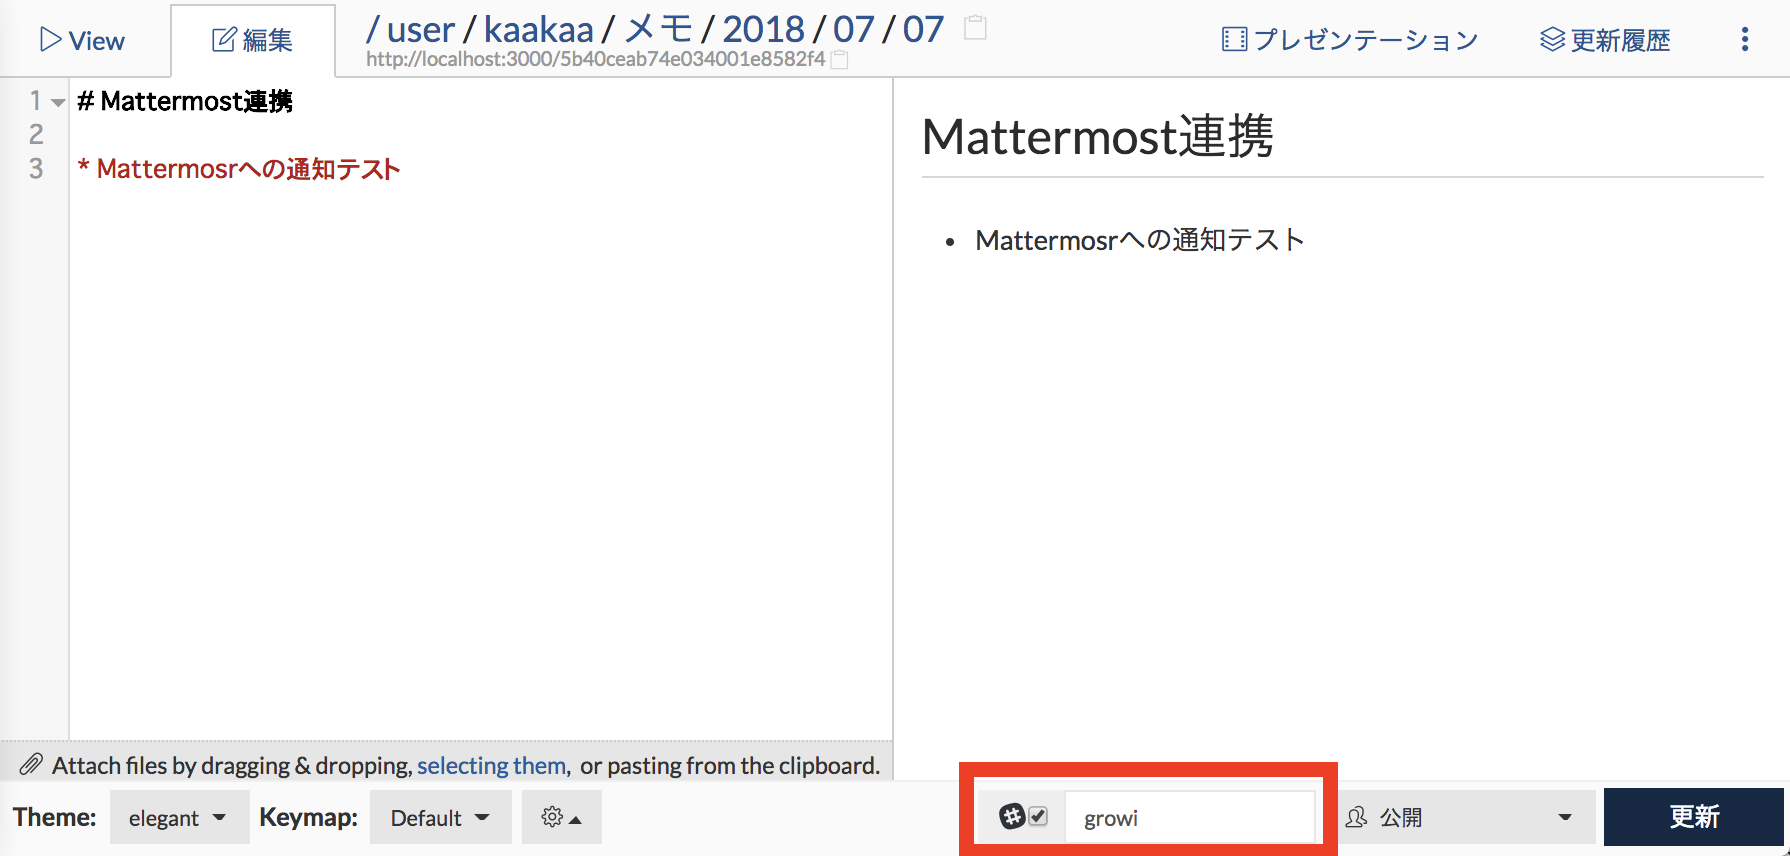 View
編集
/ user / kaakaa / メモ / 2018 / 07 / 07
http://localhost:3000/5b40ceab74e034001e8582f4
プレゼンテーション
更新履歴
1
# Mattermost連携
2
3
* Mattermosrへの通知テスト
Mattermost連携
• Mattermosrへの通知テスト
Attach files by dragging & dropping, selecting them, or pasting from the clipboard.
Theme: elegant Keymap: Default
growi
公開
更新